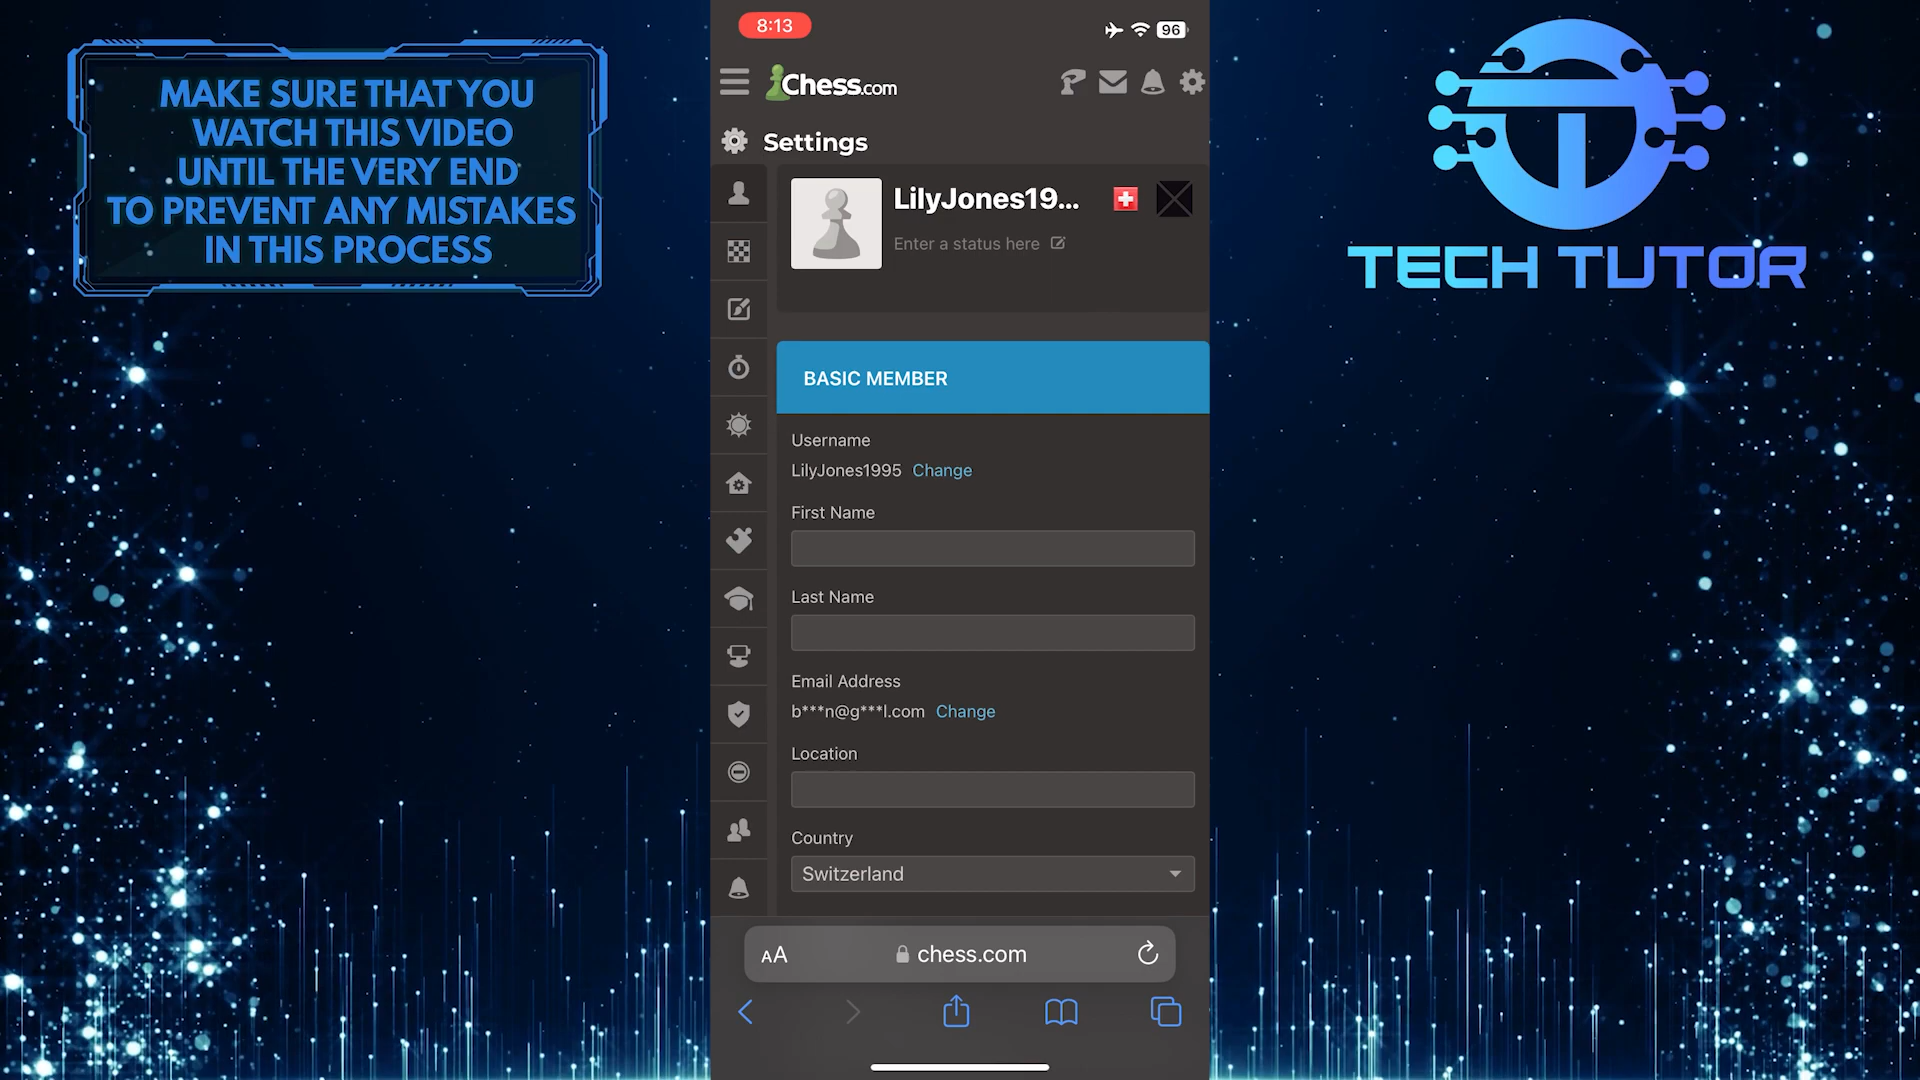 MAKE SURE THAT YOU
WATCH THIS VIDEO
UNTIL THE VERY END
TO PREVENT ANY MISTAKES
IN THIS PROCESS
8:13
96
Chess.com
Settings
LilyJones19...
Enter a status here
BASIC MEMBER
Username
LilyJones1995 Change
First Name
Last Name
Email Address
b***n@g***l.com Change
Location
Country
Switzerland
AA chess.com
TECH TUTOR